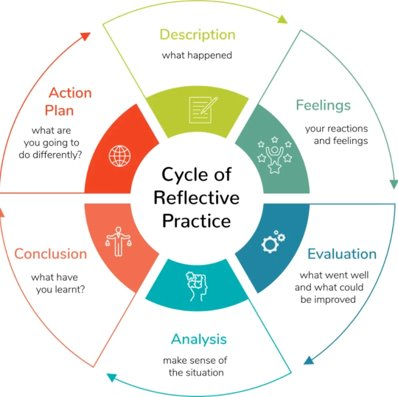 Description
what happened
Feelings
your reactions
and feelings
Evaluation
what went well
and what could
be improved
Analysis
make sense of
the situation
Conclusion
what have
you learnt?
Action
Plan
what are
you going to
do differently?
Cycle of
Reflective
Practice